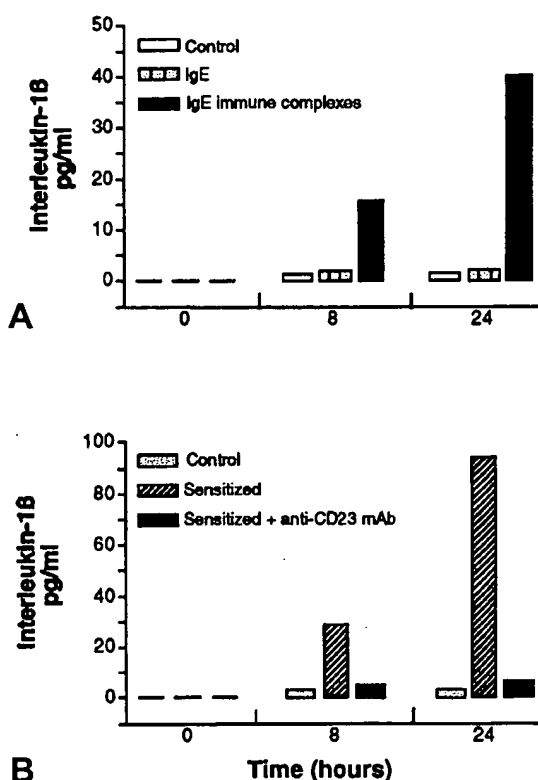 50
Control
IgE
40
IgE immune complexes
30
20
10
0
Interleukin-1ß
pg/ml
A
0 8 24
100
Control
80
Sensitized
Sensitized + anti-CD23 mAb
60
40
20
0
Interleukin-1ß
pg/ml
0 8 24
B
Time (hours)